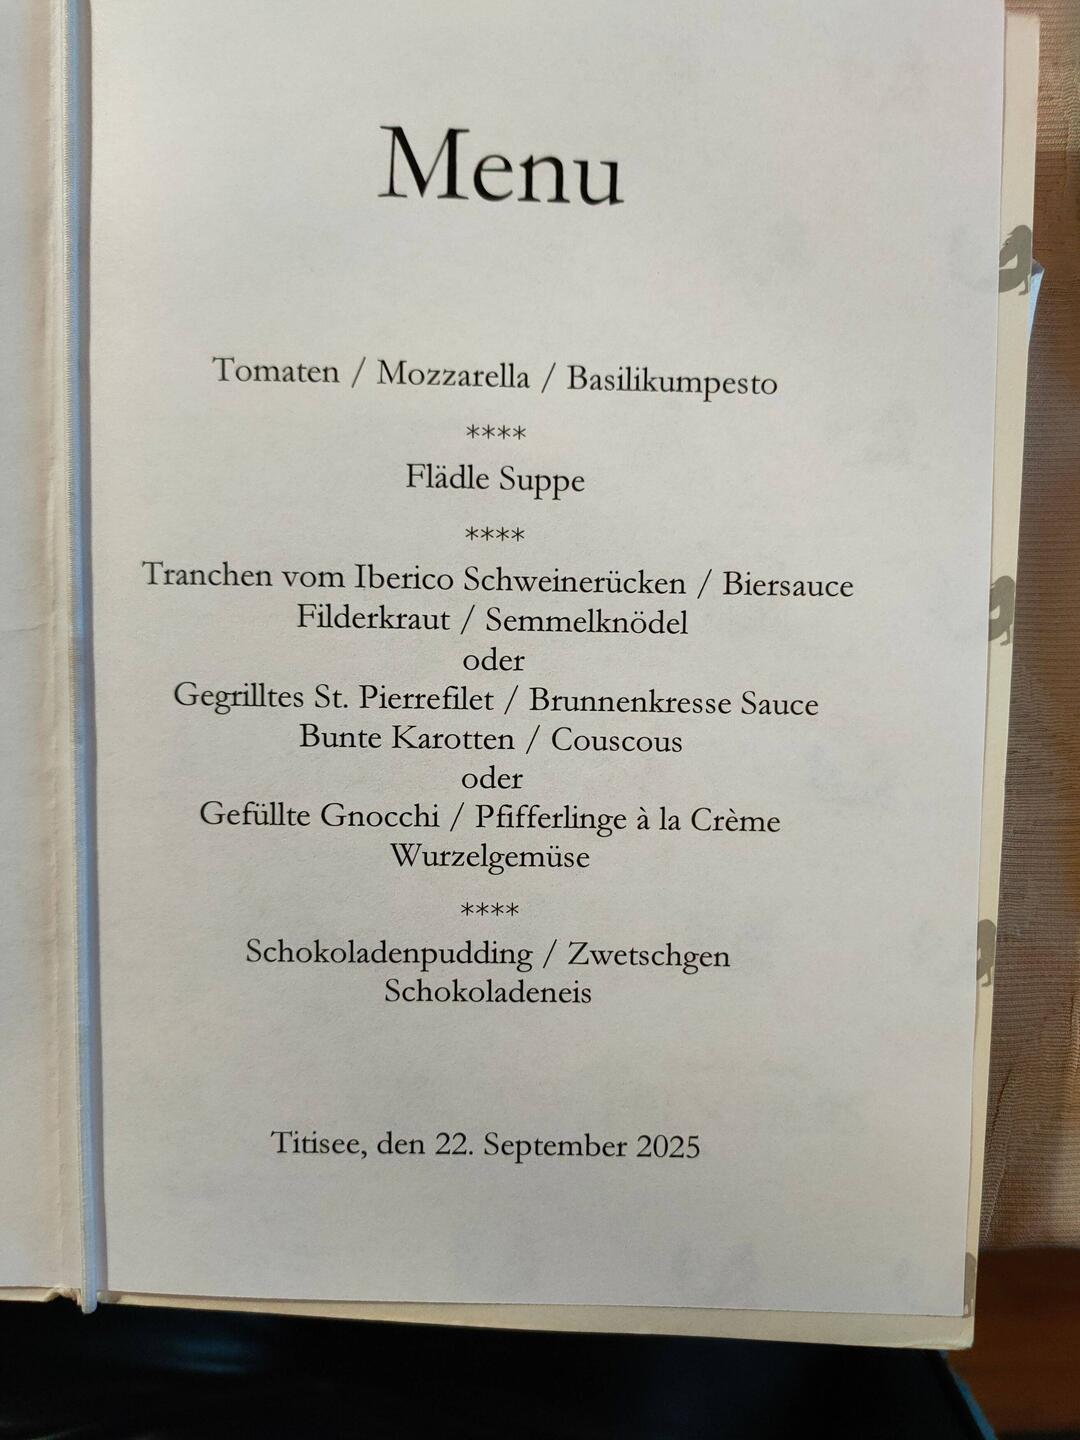 Menu
Tomaten / Mozzarella / Basilikumpesto
****
Flädle Suppe
****
Tranchen vom Iberico Schweinerücken / Biersauce
Filderkraut / Semmelknödel
oder
Gegrilltes St. Pierrefilet / Brunnenkresse Sauce
Bunte Karotten / Couscous
oder
Gefüllte Gnocchi / Pfifferlinge à la Crème
Wurzelgemüse
****
Schokoladenpudding / Zwetschgen
Schokoladeneis
Titisee, den 22. September 2025